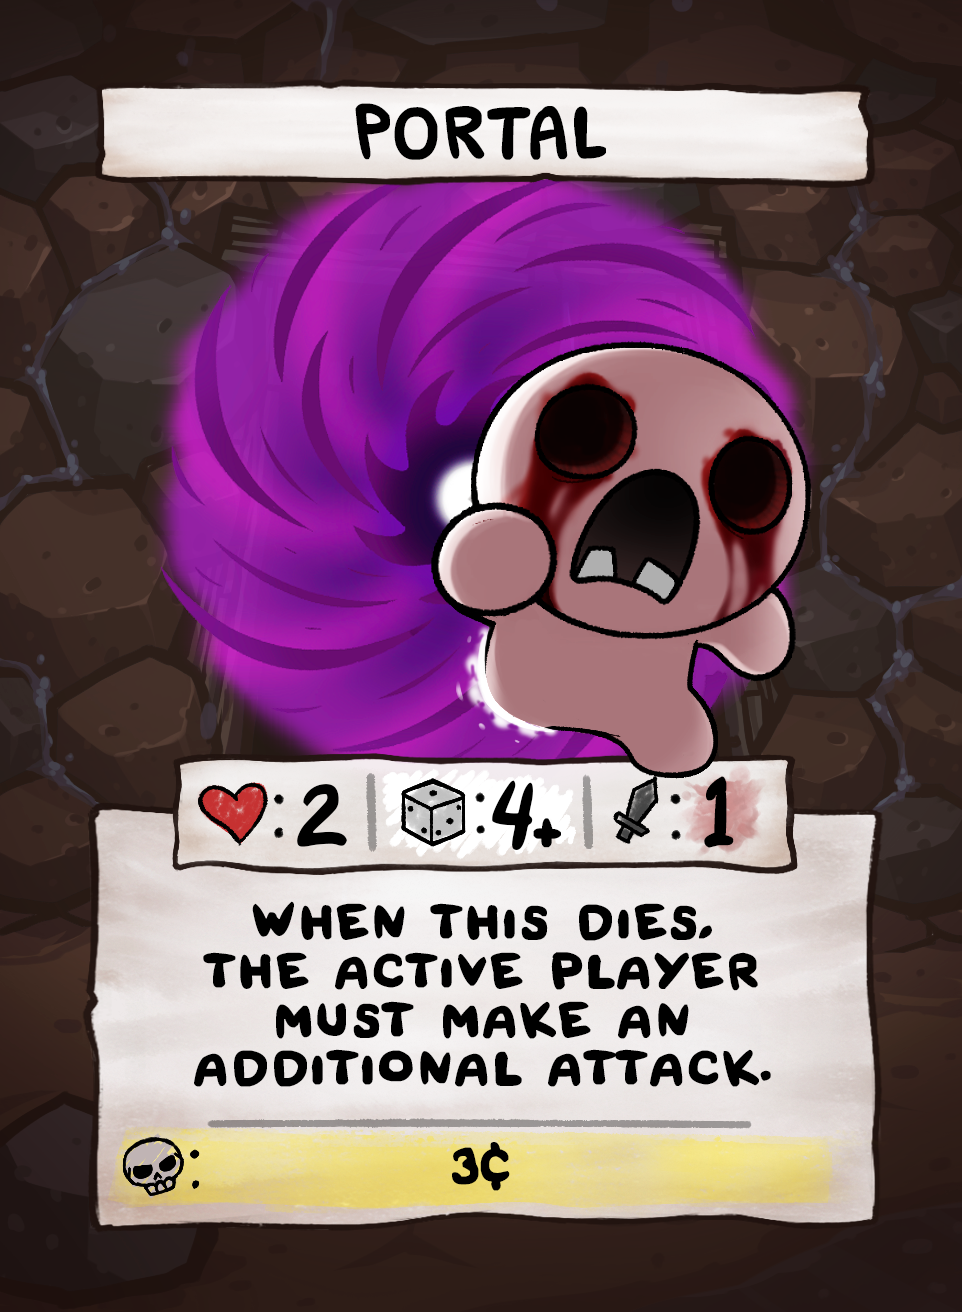 PORTAL
:2 :4+ :1
WHEN THIS DIES,
THE ACTIVE PLAYER
MUST MAKE AN
ADDITIONAL ATTACK.
: 3¢